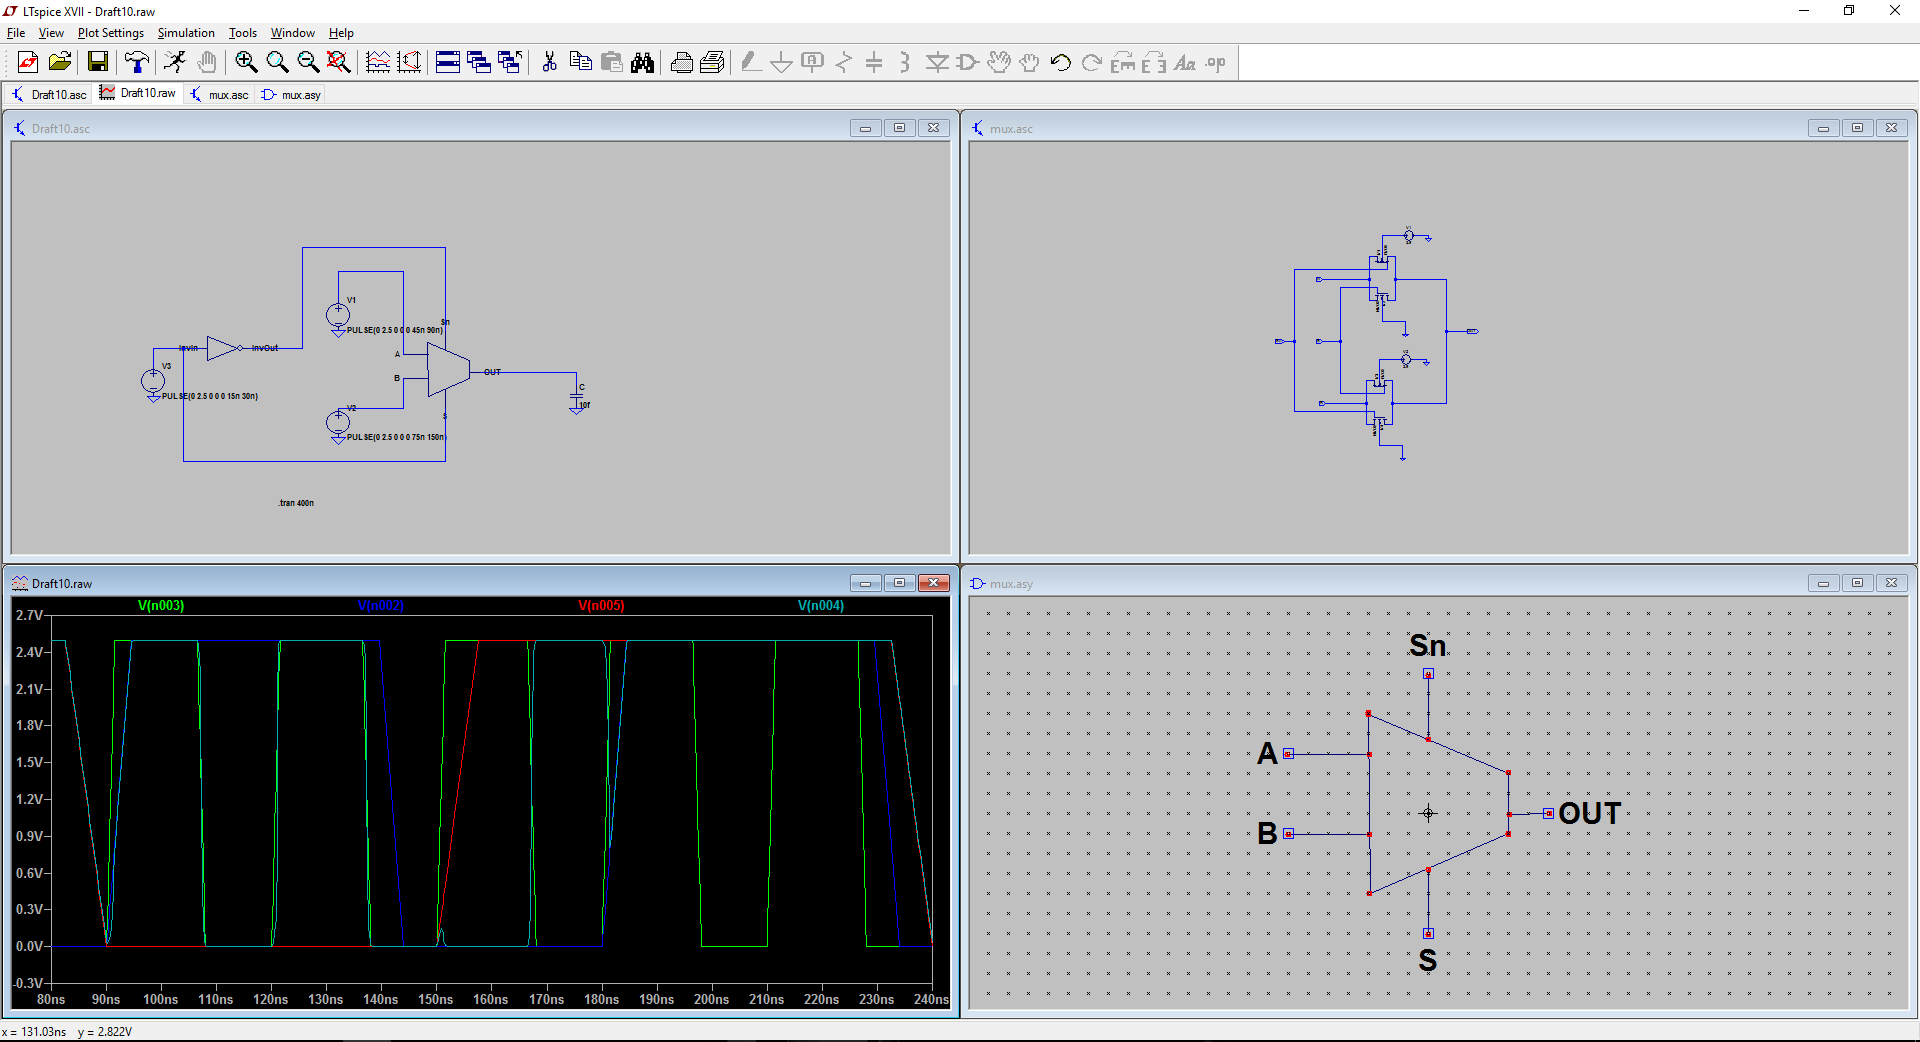 LTspice XVII - Draft10.raw
File View Plot Settings Simulation Tools Window Help
Draft10.asc Draft10.raw mux.asc mux.asy
Draft10.asc
V1
PULSE(0 2.5 0 0 0 45n 90n)
Sn
InvIn InvOut
A
V3
OUT
B
C
PULSE(0 2.5 0 0 0 15n 30n)
10f
V2
S
PULSE(0 2.5 0 0 0 75n 150n)
.tran 400n
mux.asc
Draft10.raw
V(n003) V(n002) V(n005) V(n004)
2.7V
2.4V
2.1V
1.8V
1.5V
1.2V
0.9V
0.6V
0.3V
0.0V
-0.3V
80ns 90ns 100ns 110ns 120ns 130ns 140ns 150ns 160ns 170ns 180ns 190ns 200ns 210ns 220ns 230ns 240ns
mux.asy
Sn
A
OUT
B
S
x = 131.03ns y = 2.822V